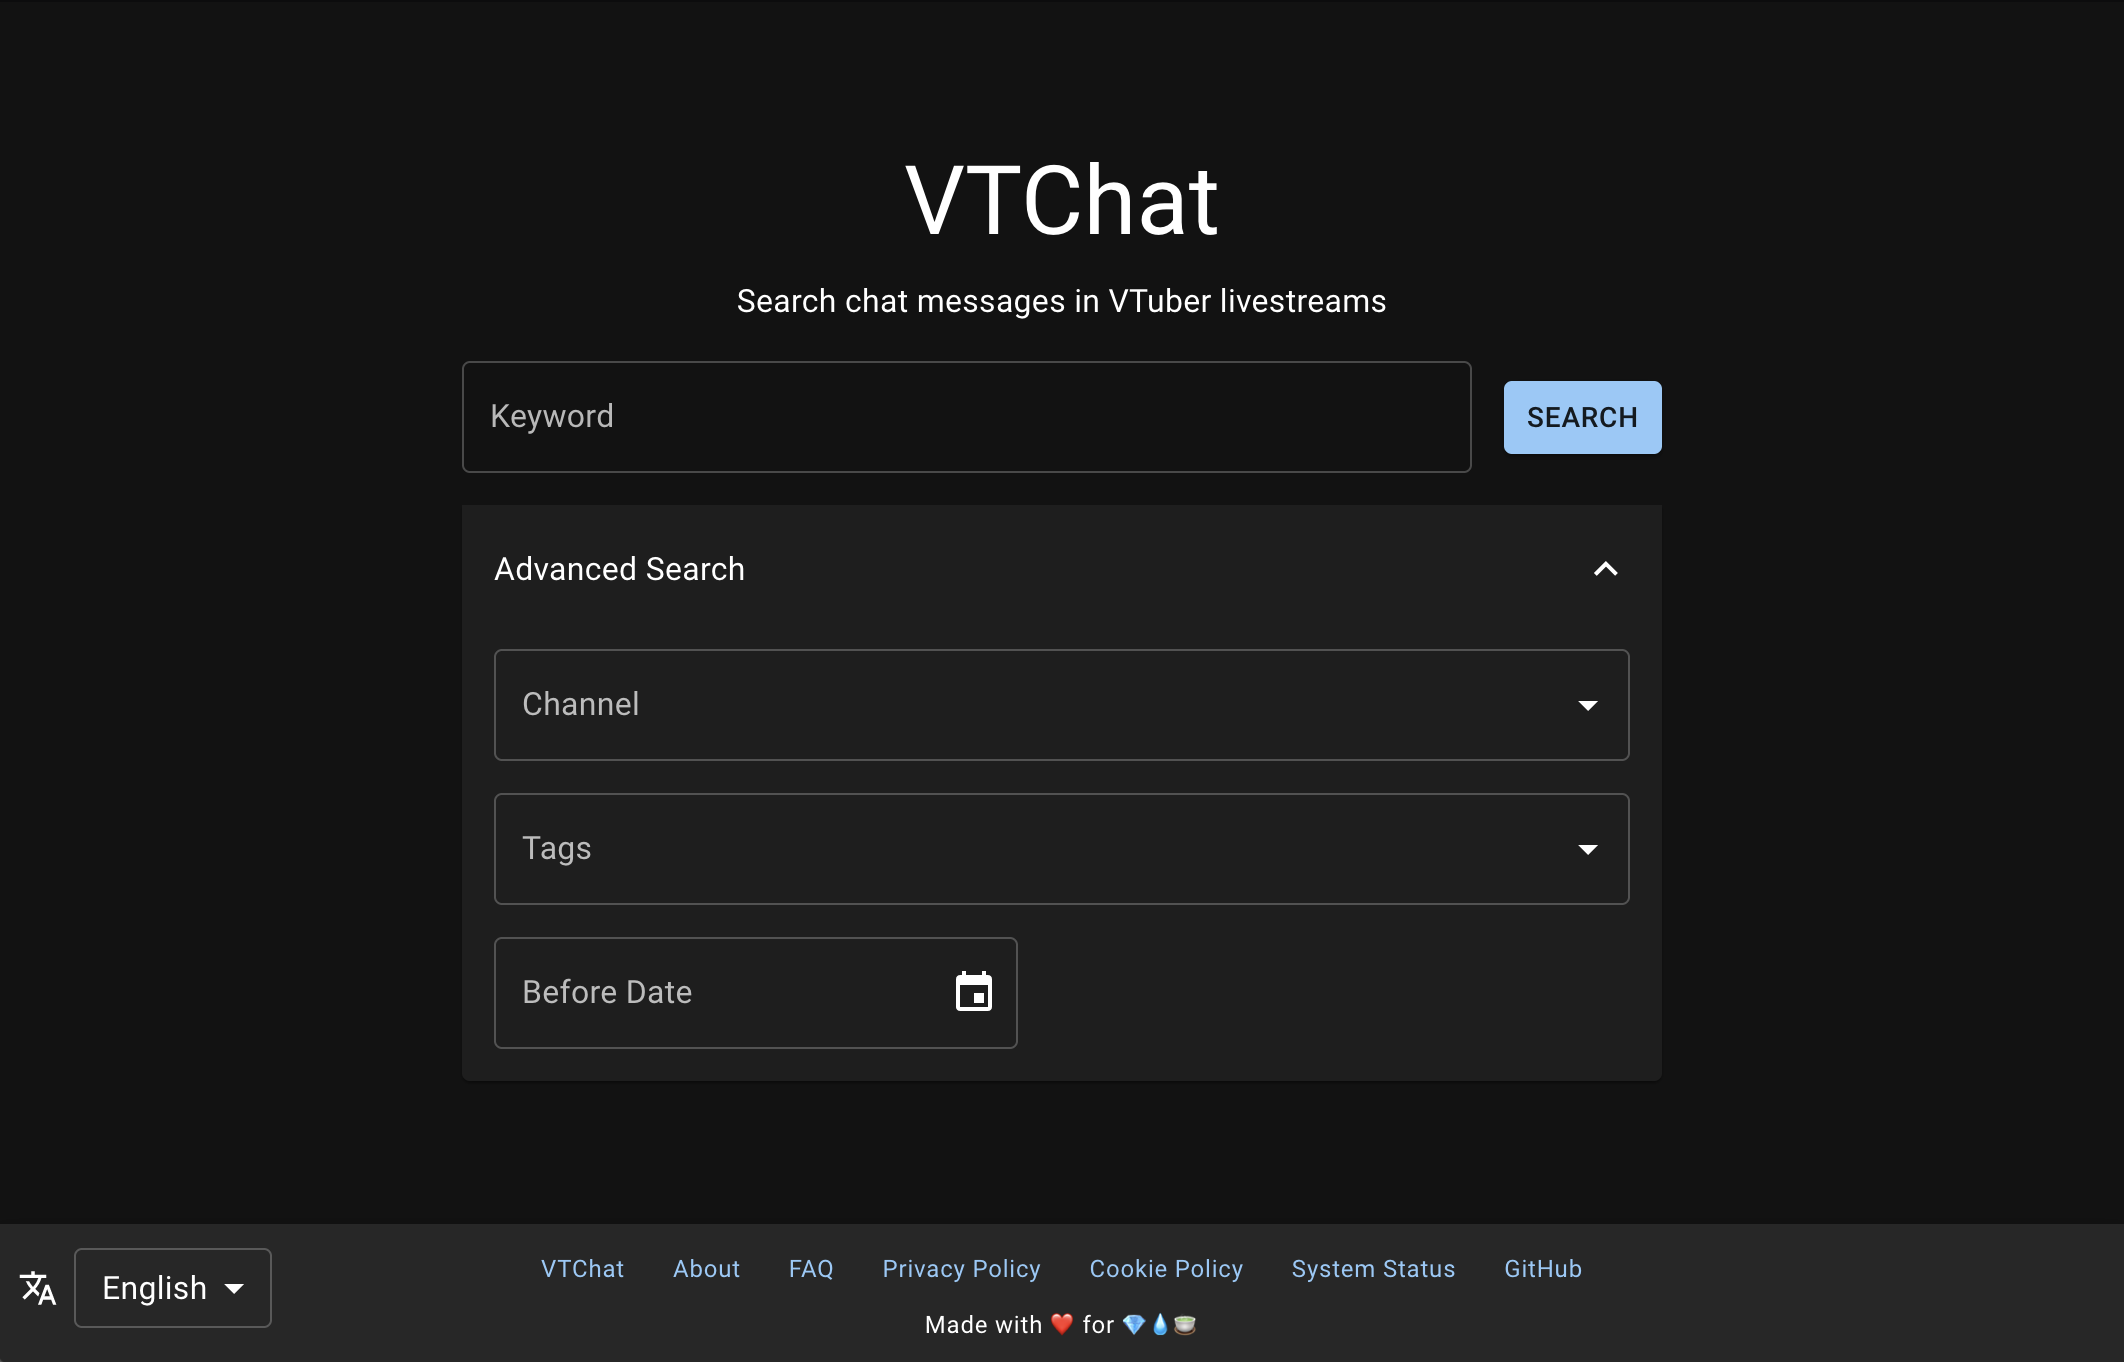 VTChat
Search chat messages in VTuber livestreams
Keyword
SEARCH
Advanced Search
Channel
Tags
Before Date
English
VTChat About FAQ Privacy Policy Cookie Policy System Status GitHub
Made with ❤️ for 💎💧🍵